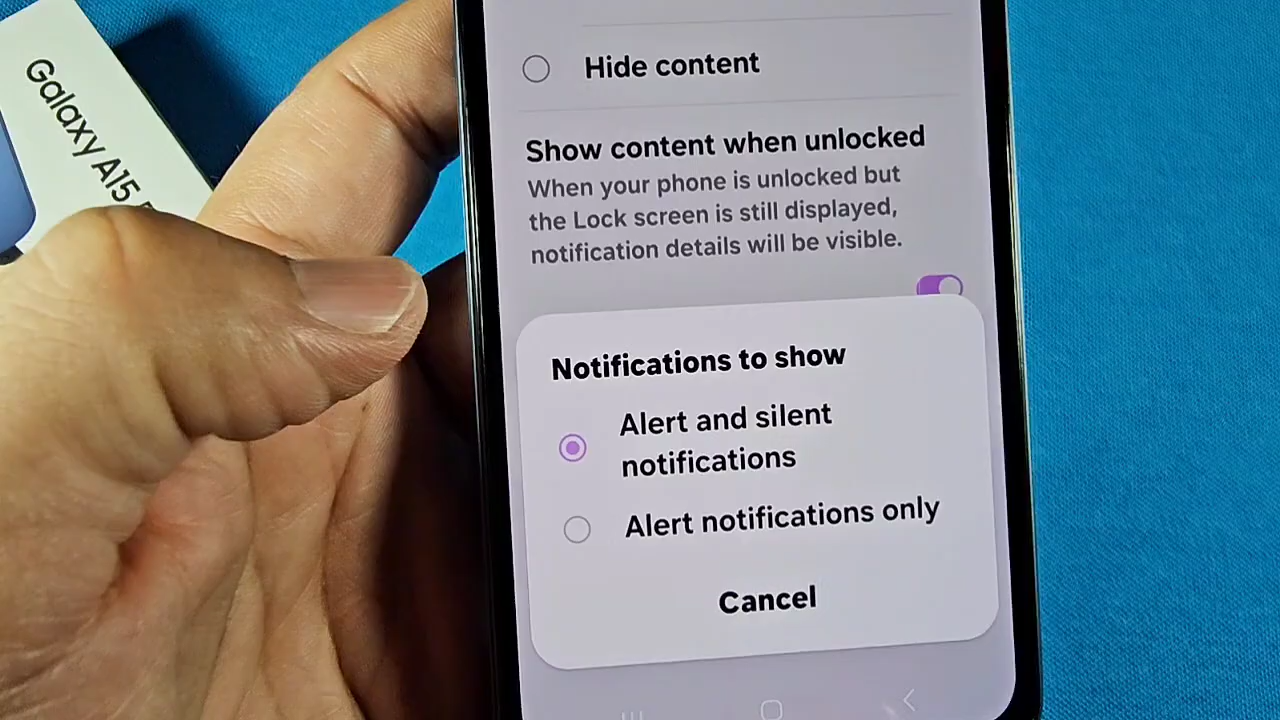 Galaxy A15
Hide content
Show content when unlocked
When your phone is unlocked but
the Lock screen is still displayed,
notification details will be visible.
Notifications to show
Alert and silent
notifications
Alert notifications only
Cancel